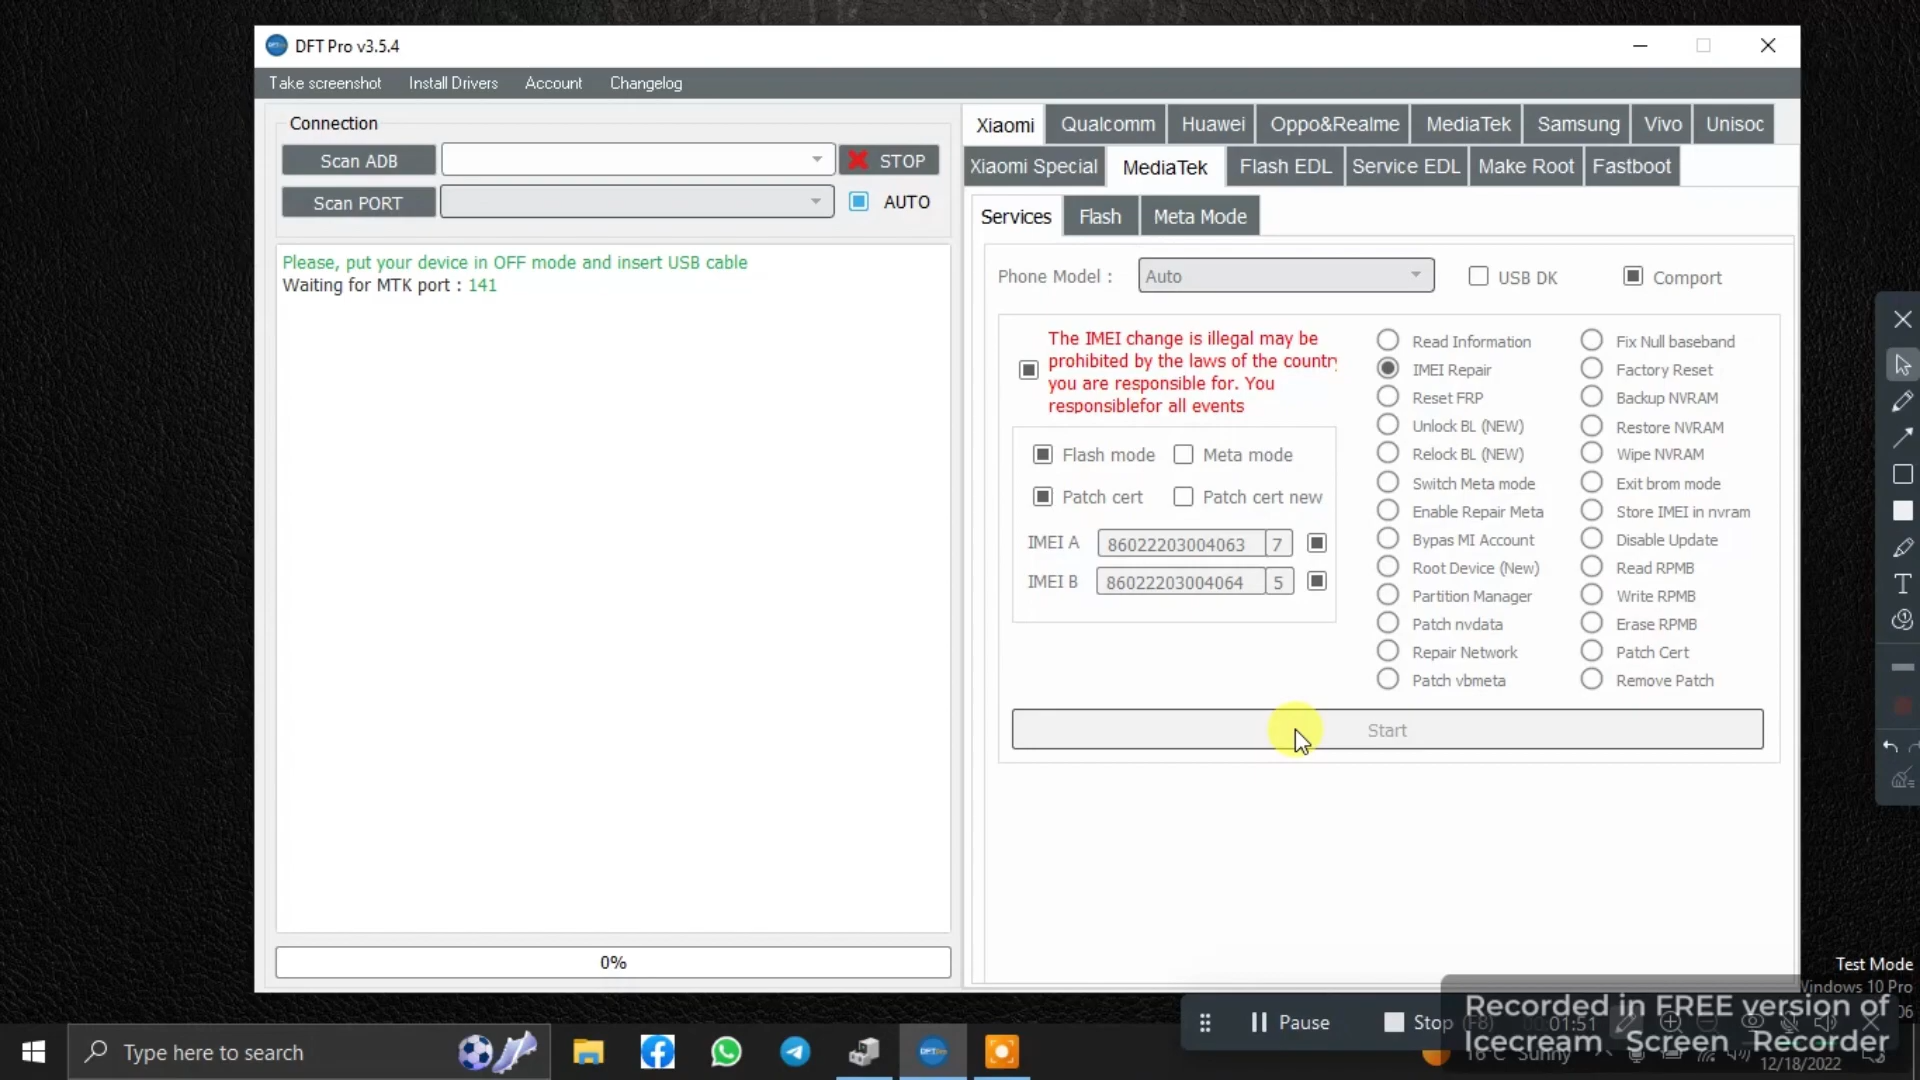 DFT Pro v3.5.4
Take screenshot Install Drivers Account Changelog
Connection
Scan ADB STOP
Scan PORT AUTO
Please, put your device in OFF mode and insert USB cable
Waiting for MTK port : 141
0%
Xiaomi Qualcomm Huawei Oppo&Realme MediaTek Samsung Vivo Unisoc
Xiaomi Special MediaTek Flash EDL Service EDL Make Root Fastboot
Services Flash Meta Mode
Phone Model : Auto USB DK Comport
The IMEI change is illegal may be
prohibited by the laws of the country
you are responsible for. You
responsiblefor all events
Flash mode Meta mode
Patch cert Patch cert new
IMEI A 86022203004063 7
IMEI B 86022203004064 5
Read Information Fix Null baseband
IMEI Repair Factory Reset
Reset FRP Backup NVRAM
Unlock BL (NEW) Restore NVRAM
Relock BL (NEW) Wipe NVRAM
Switch Meta mode Exit brom mode
Enable Repair Meta Store IMEI in nvram
Bypas MI Account Disable Update
Root Device (New) Read RPMB
Partition Manager Write RPMB
Patch nvdata Erase RPMB
Repair Network Patch Cert
Patch vbmeta Remove Patch
Start
T
Test Mode
Windows 10 Pro
Pause Stop (F8) 01:51
Recorded in FREE version of
Icecream Screen Recorder
Type here to search
16°C Sunny
12/18/2022